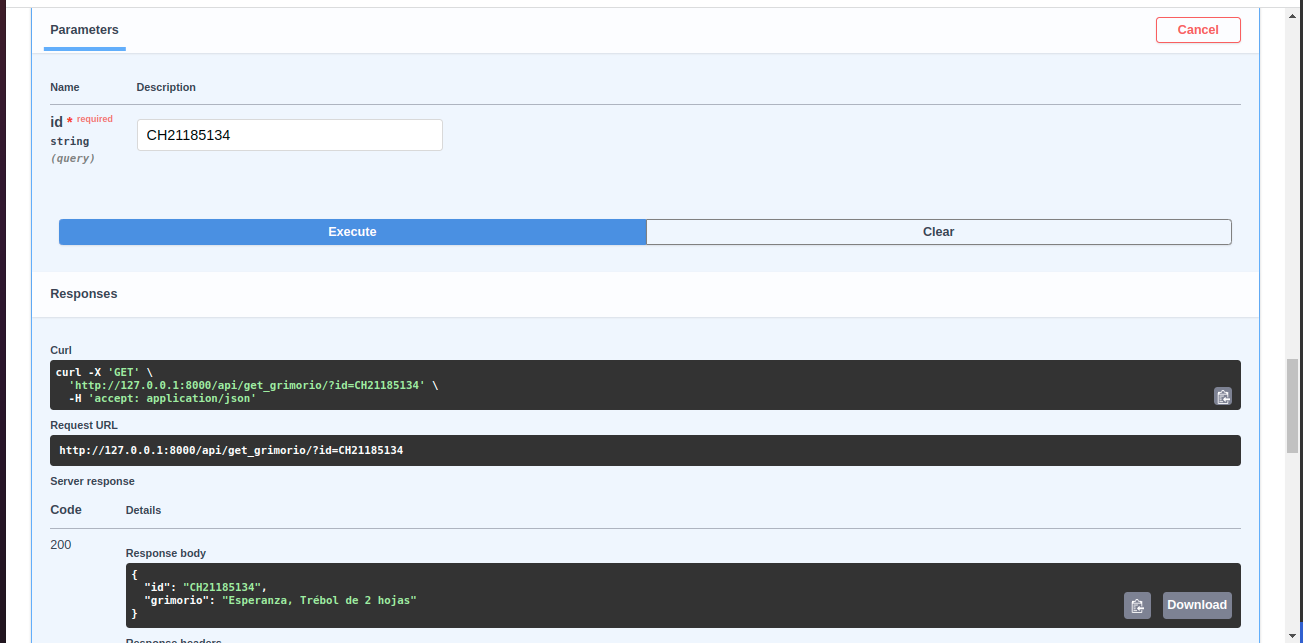 Parameters
Cancel
Name Description
id * required
CH21185134
string
(query)
Execute Clear
Responses
Curl
curl -X 'GET' \
'http://127.0.0.1:8000/api/get_grimorio/?id=CH21185134' \
-H 'accept: application/json'
Request URL
http://127.0.0.1:8000/api/get_grimorio/?id=CH21185134
Server response
Code Details
200
Response body
{
"id": "CH21185134",
"grimorio": "Esperanza, Trébol de 2 hojas"
}
Download
Response headers